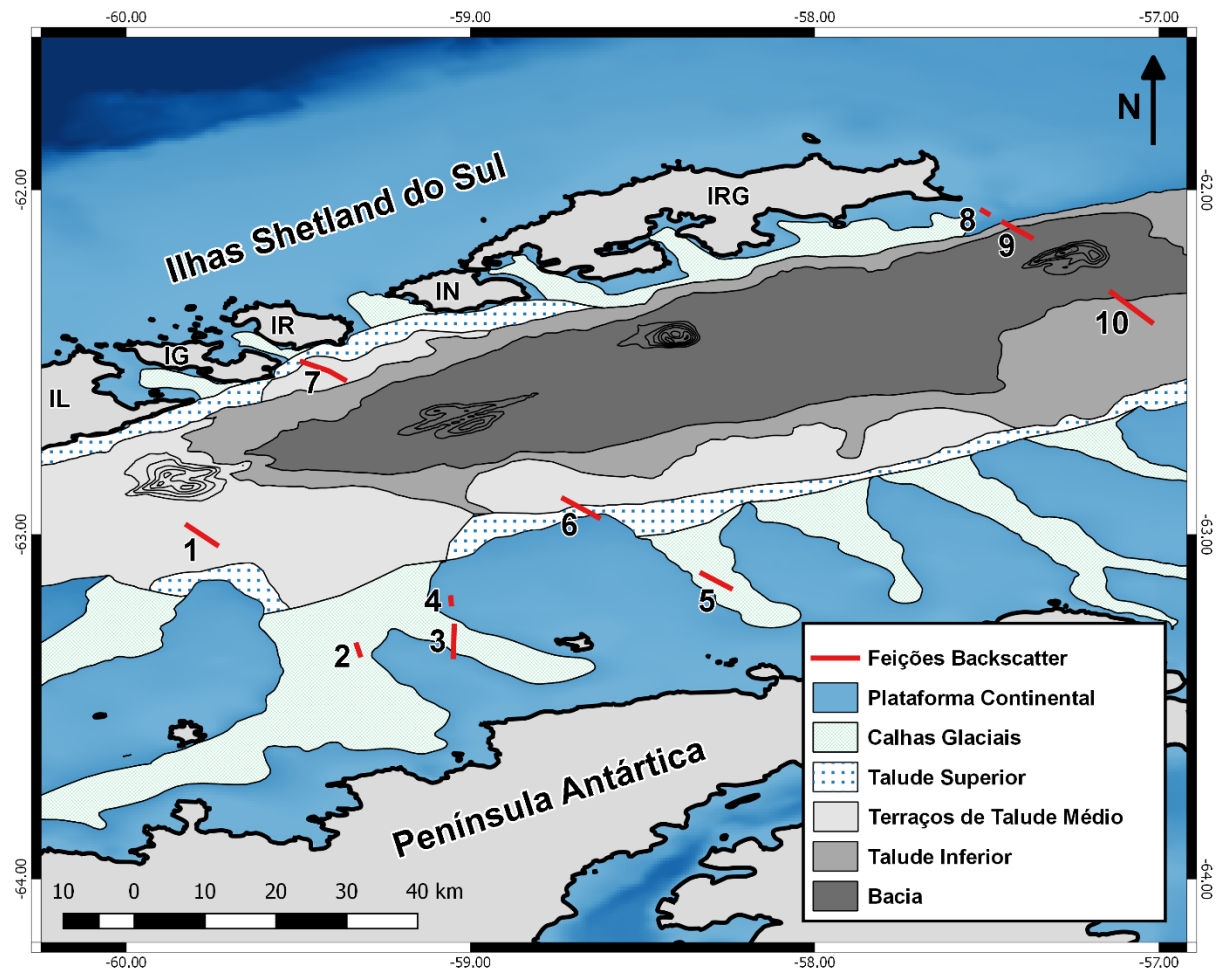 -60.00
-59.00
-58.00
-57.00
N
-62.00
-62.00
Ilhas Shetland do Sul
IRG
8
9
IN
IR
10
IG
7
IL
-63.00
-63.00
6
1
5
4
3
2
Feições Backscatter
Plataforma Continental
Calhas Glaciais
Talude Superior
Terraços de Talude Médio
Talude Inferior
Bacia
Península Antártica
-64.00
-64.00
10 0 10 20 30 40 km
-60.00
-59.00
-58.00
-57.00